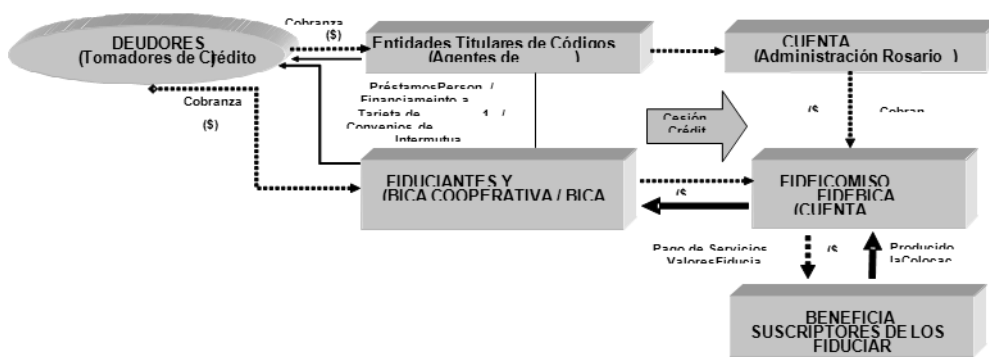 Cobranza
($)
DEUDORES
(Tomadores de Crédito
Entidades Titulares de Códigos
(Agentes de )
CUENTA
(Administración Rosario )
PréstamosPerson /
Financiameinto a
Tarjeta de 1 /
Convenios de
Intermutua
Cobranza
($)
Cesión
Crédit
($
Cobran
FIDUCIANTES Y
(BICA COOPERATIVA / BICA
($
FIDEICOMISO
FIDEBICA
(CUENTA
Pago de Servicios
ValoresFiducia
($
Producido
laColocac
BENEFICIA
SUSCRIPTORES DE LOS
FIDUCIAR